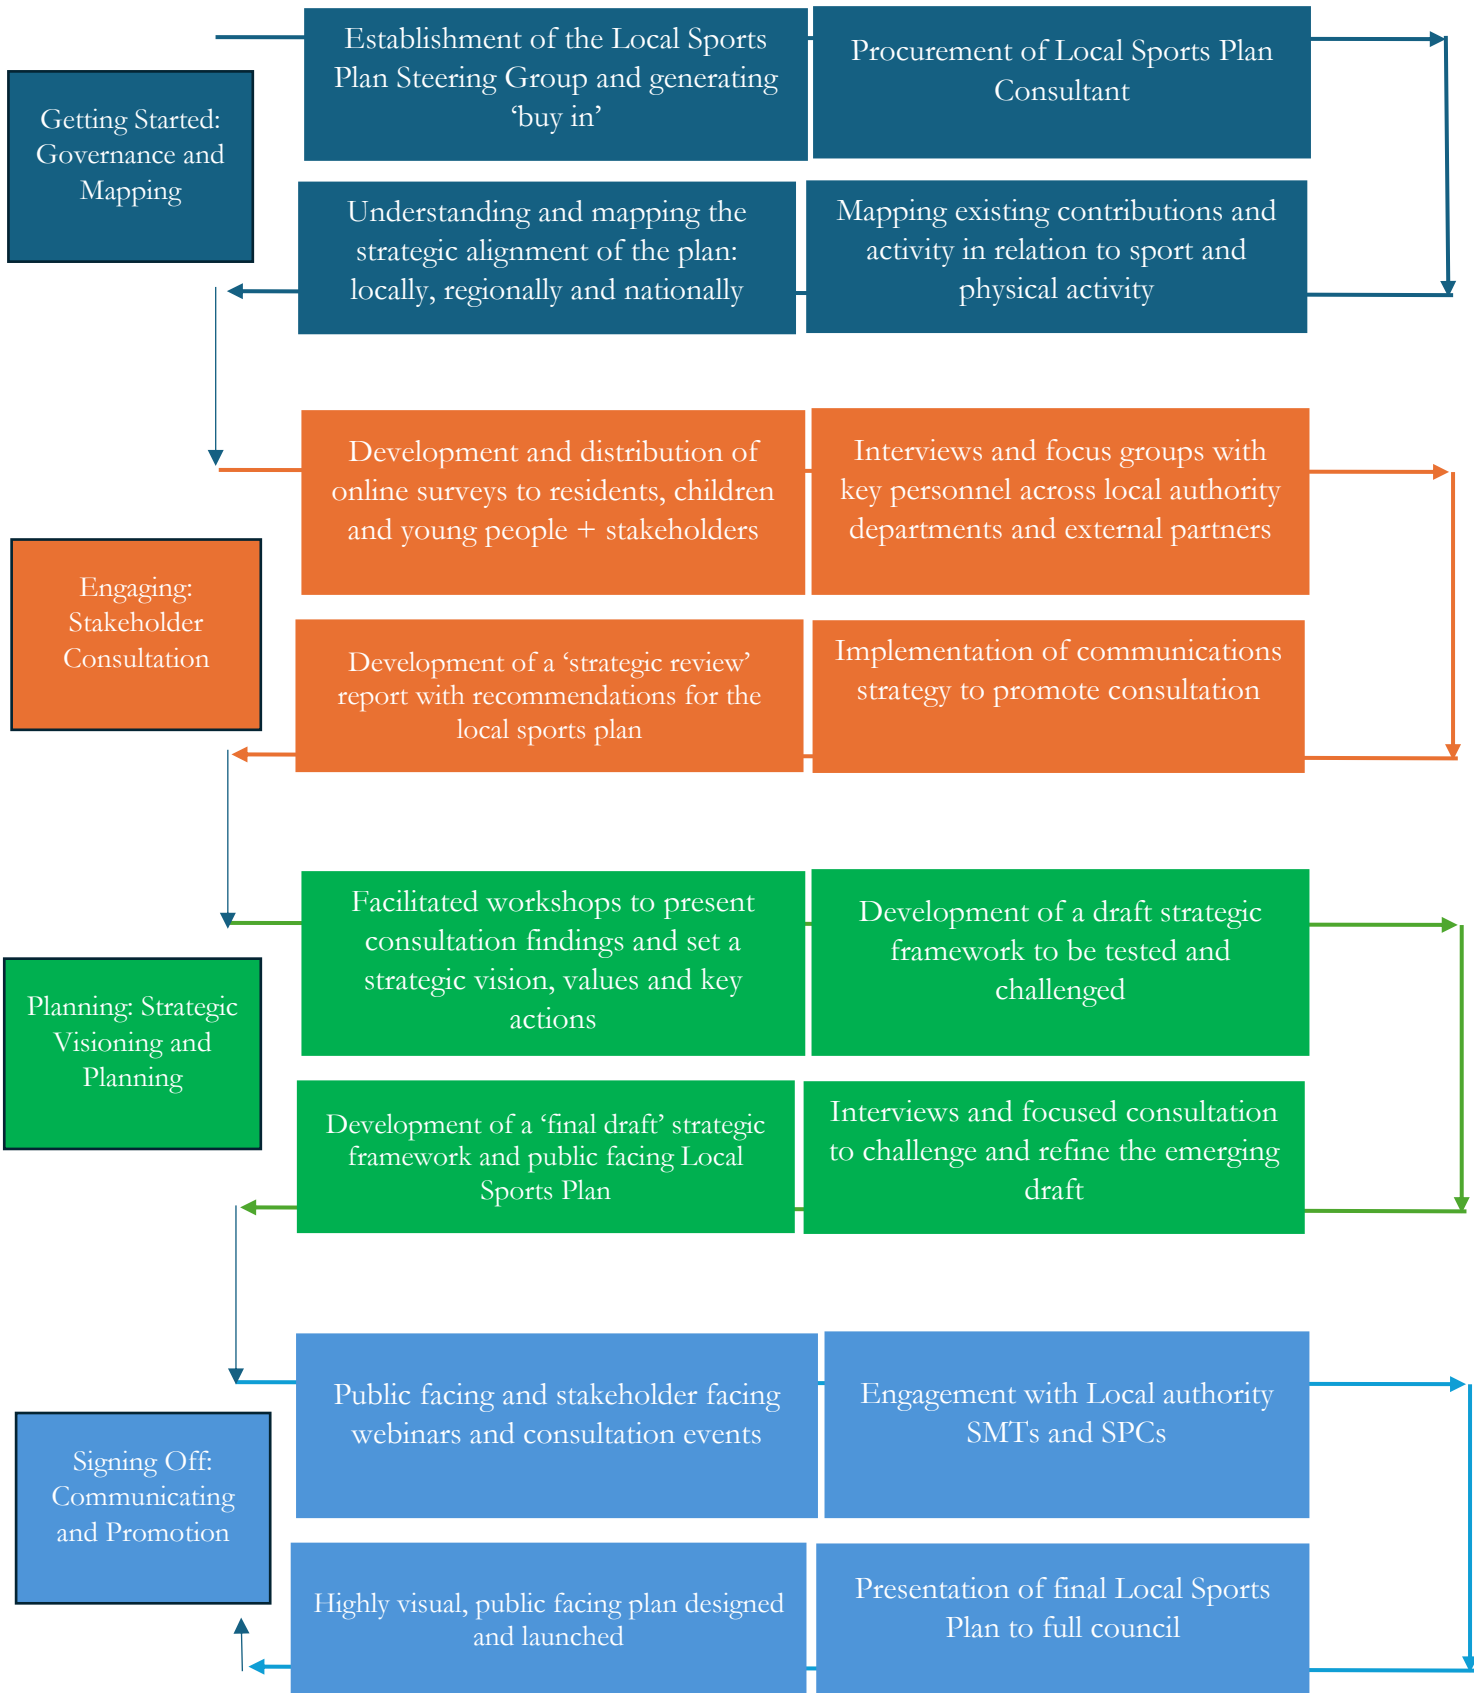 Getting Started:
Governance and
Mapping
Establishment of the Local Sports
Plan Steering Group and generating
‘buy in’
Procurement of Local Sports Plan
Consultant
Understanding and mapping the
strategic alignment of the plan:
locally, regionally and nationally
Mapping existing contributions and
activity in relation to sport and
physical activity
Engaging:
Stakeholder
Consultation
Development and distribution of
online surveys to residents, children
and young people + stakeholders
Interviews and focus groups with
key personnel across local authority
departments and external partners
Development of a ‘strategic review’
report with recommendations for the
local sports plan
Implementation of communications
strategy to promote consultation
Planning: Strategic
Visioning and
Planning
Facilitated workshops to present
consultation findings and set a
strategic vision, values and key
actions
Development of a draft strategic
framework to be tested and
challenged
Development of a ‘final draft’ strategic
framework and public facing Local
Sports Plan
Interviews and focused consultation
to challenge and refine the emerging
draft
Signing Off:
Communicating
and Promotion
Public facing and stakeholder facing
webinars and consultation events
Engagement with Local authority
SMTs and SPCs
Highly visual, public facing plan designed
and launched
Presentation of final Local Sports
Plan to full council